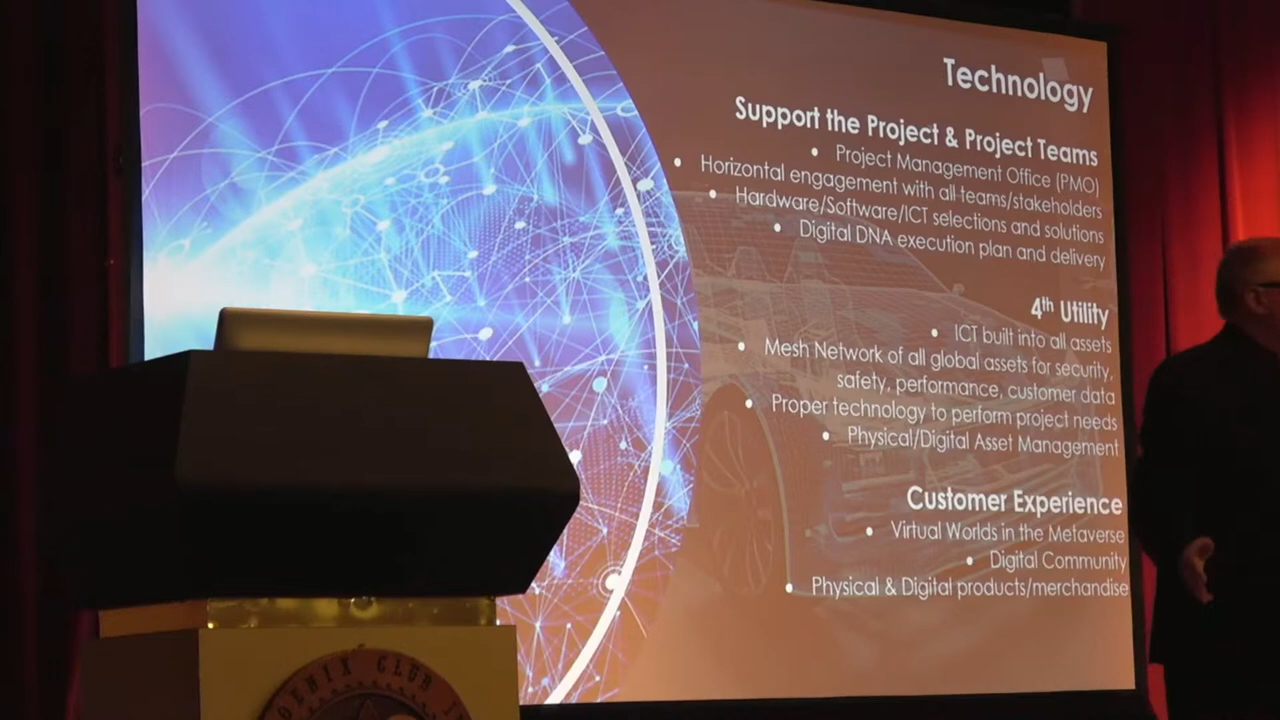 Technology
Support the Project & Project Teams
• Project Management Office (PMO)
• Horizontal engagement with all teams/stakeholders
• Hardware/Software/ICT selections and solutions
• Digital DNA execution plan and delivery
4th Utility
• ICT built into all assets
• Mesh Network of all global assets for security,
safety, performance, customer data
• Proper technology to perform project needs
• Physical/Digital Asset Management
Customer Experience
• Virtual Worlds in the Metaverse
• Digital Community
• Physical & Digital products/merchandise
CLUB